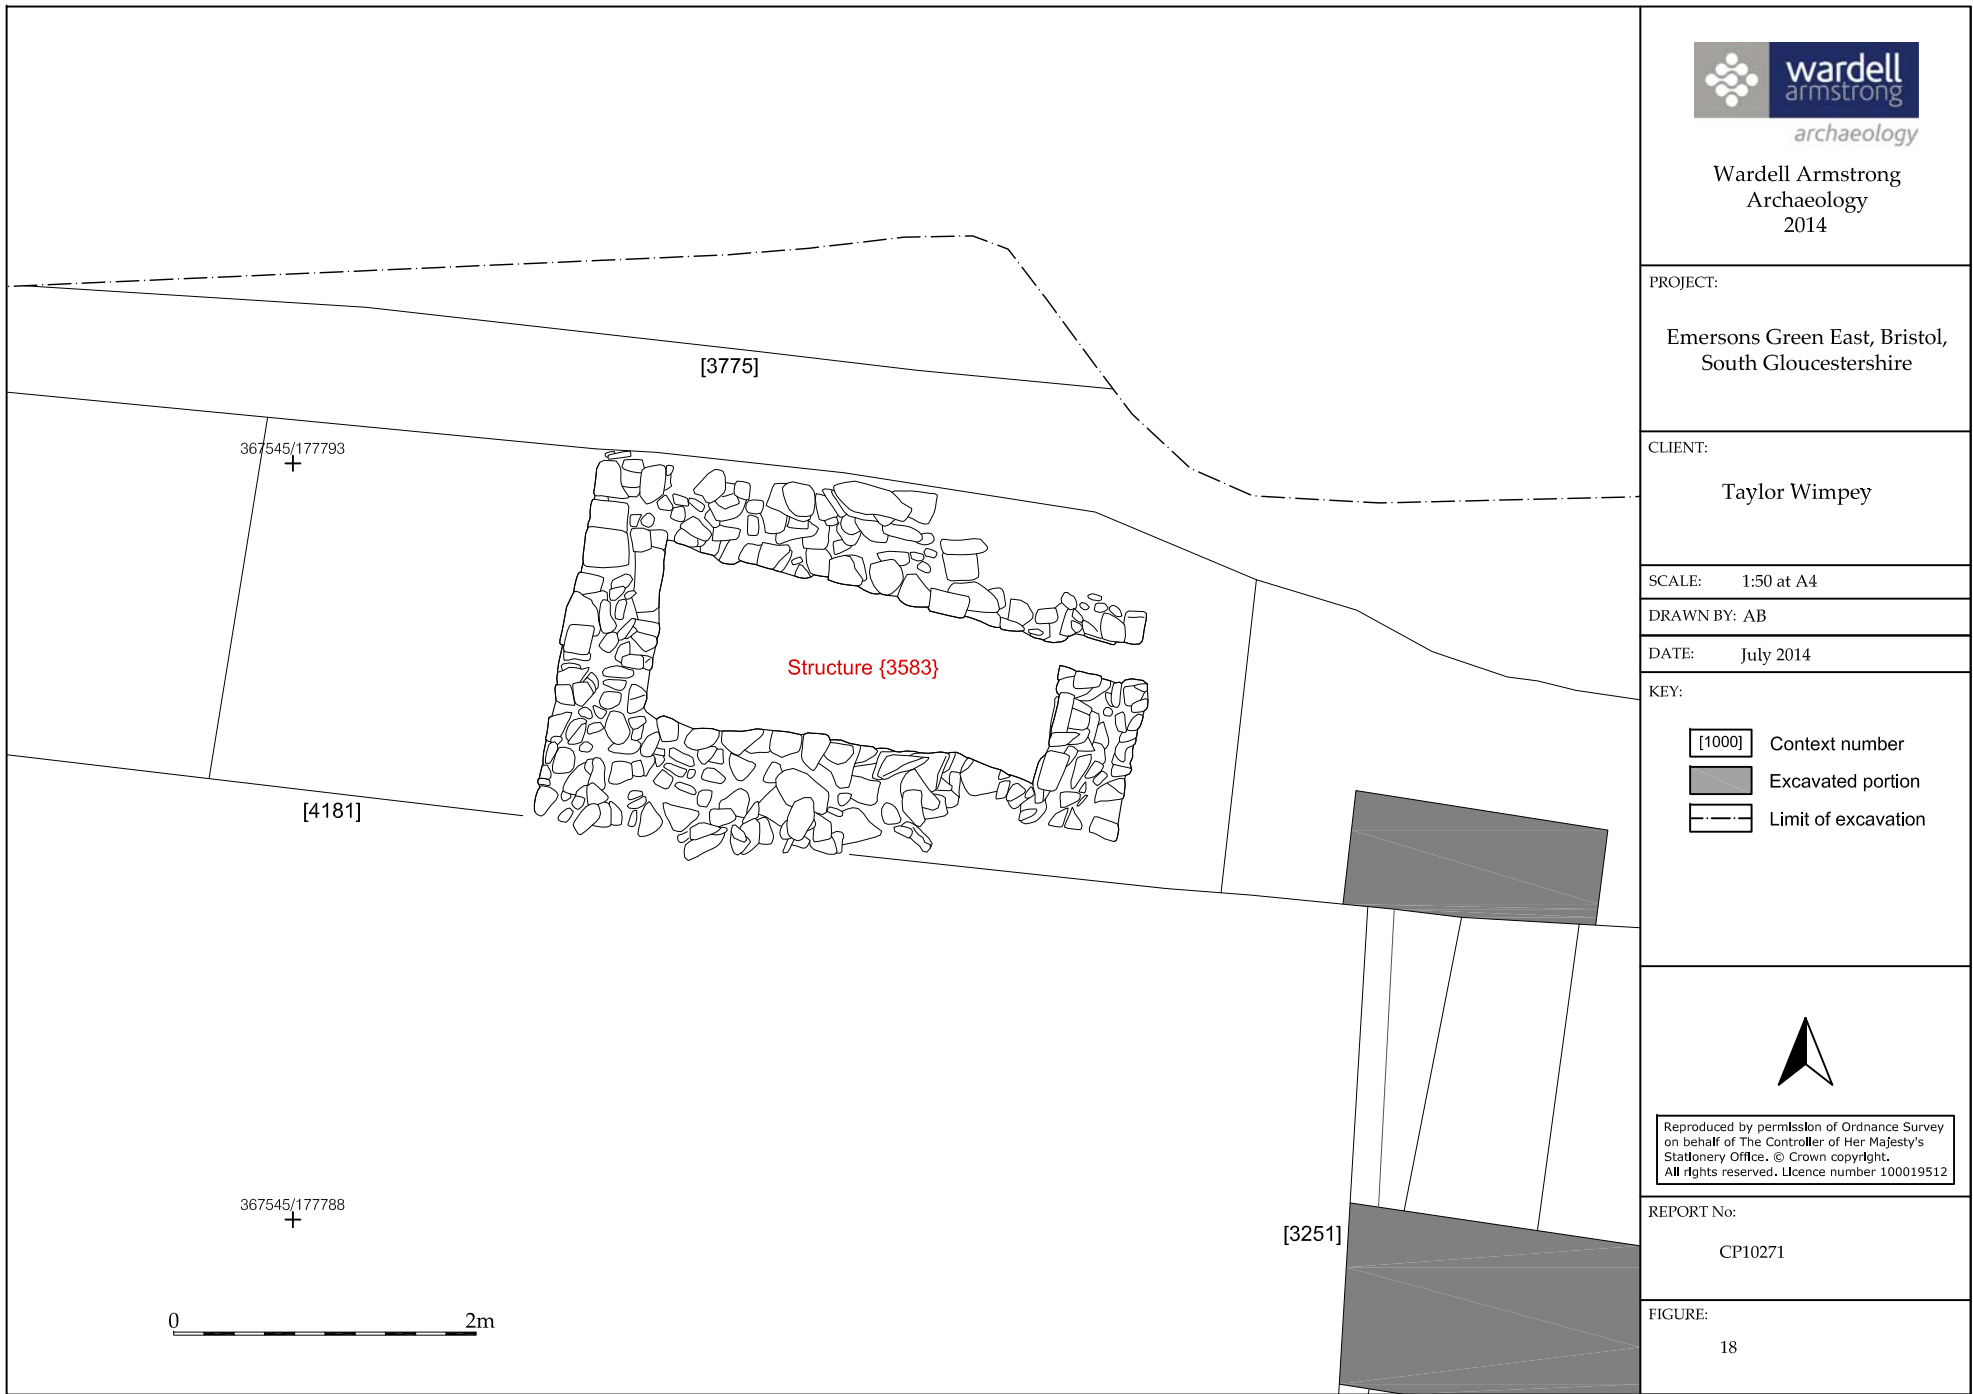 [3775]
367545/177793
Structure {3583}
[4181]
367545/177788
[3251]
0 2m
wardell
armstrong
archaeology
Wardell Armstrong
Archaeology
2014
PROJECT:
Emersons Green East, Bristol,
South Gloucestershire
CLIENT:
Taylor Wimpey
SCALE: 1:50 at A4
DRAWN BY: AB
DATE: July 2014
KEY:
[1000] Context number
Excavated portion
Limit of excavation
Reproduced by permission of Ordnance Survey
on behalf of The Controller of Her Majesty's
Stationery Office. © Crown copyright.
All rights reserved. Licence number 100019512
REPORT No:
CP10271
FIGURE:
18